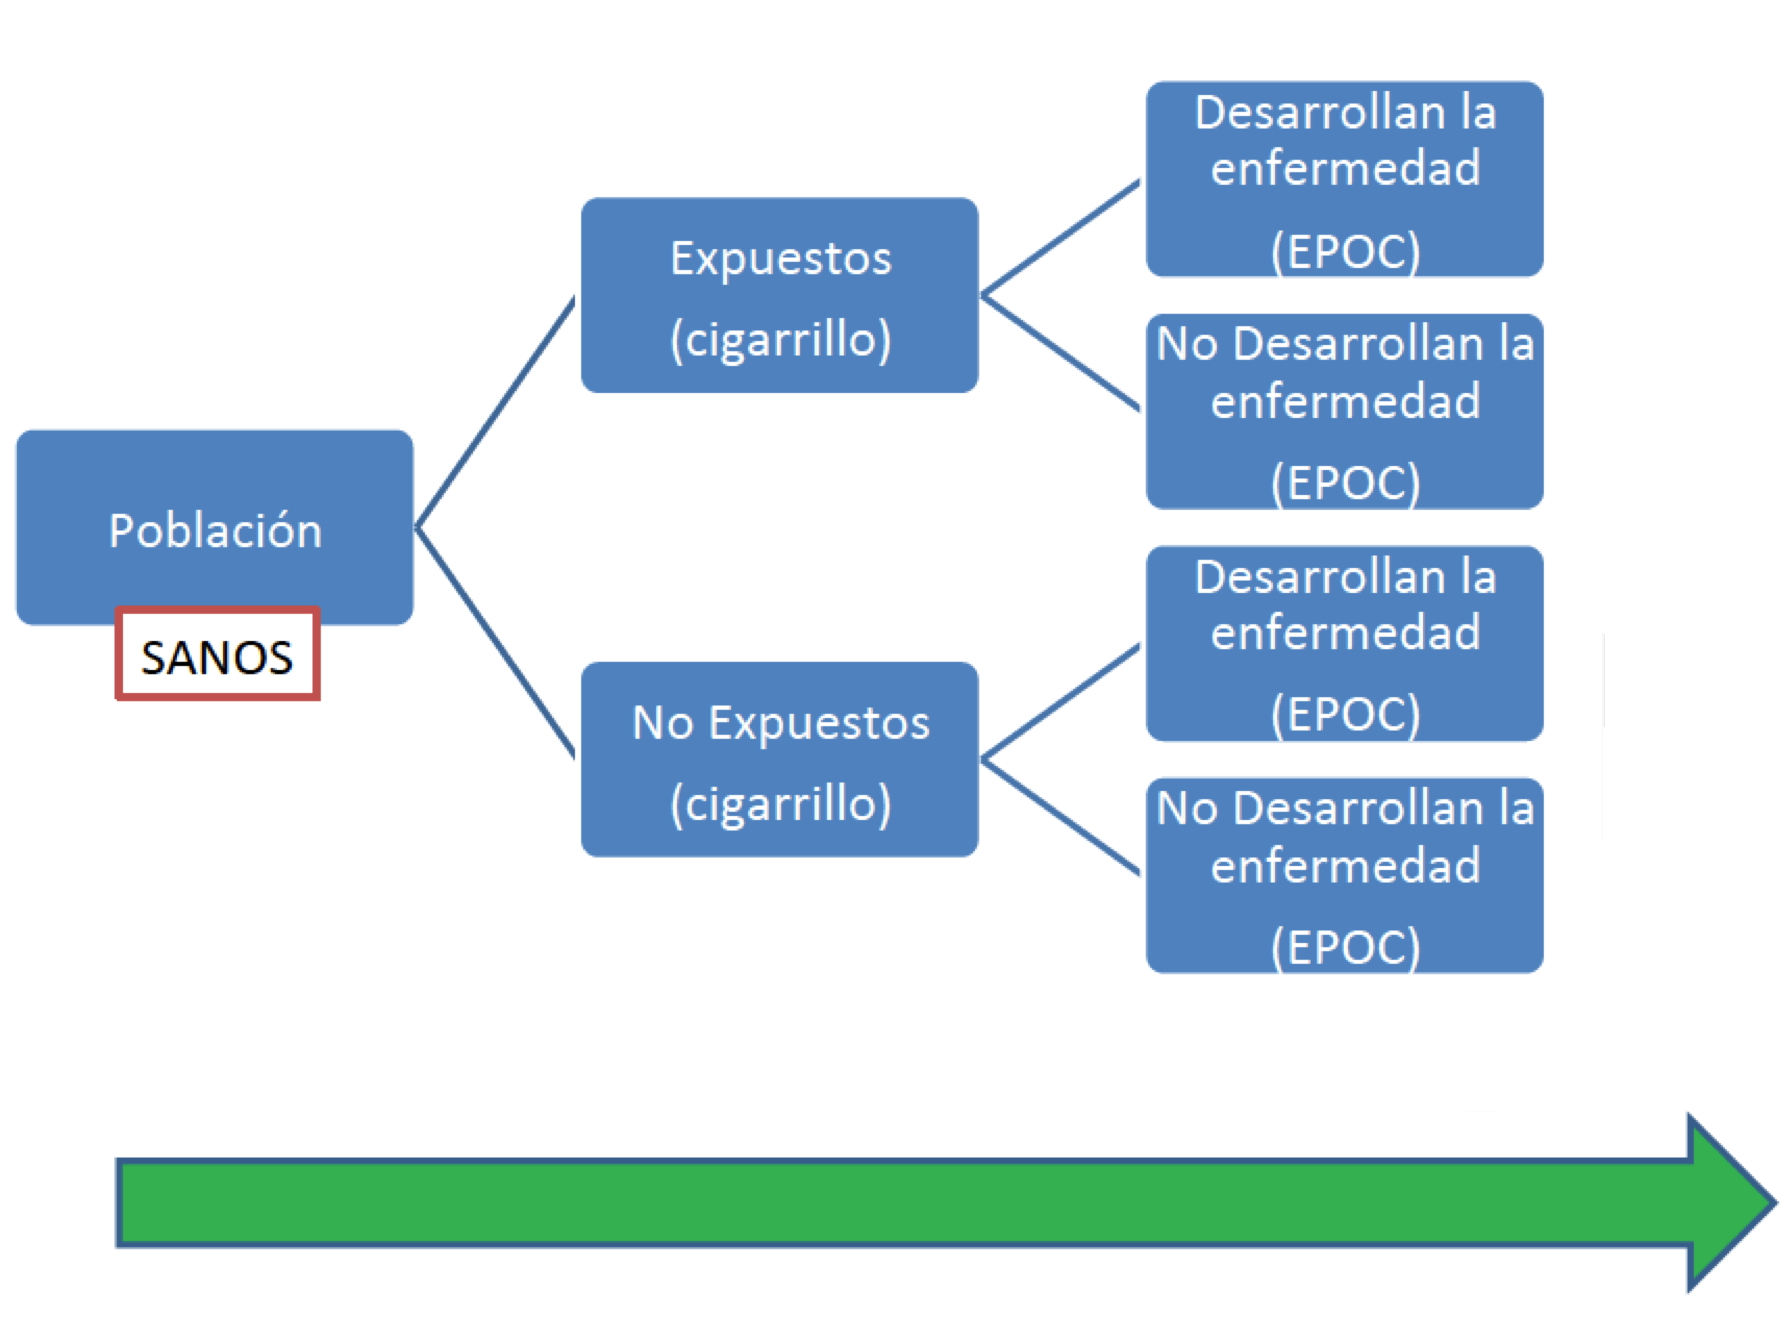 Población
SANOS
Expuestos
(cigarrillo)
No Expuestos
(cigarrillo)
Desarrollan la
enfermedad
(EPOC)
No Desarrollan la
enfermedad
(EPOC)
Desarrollan la
enfermedad
(EPOC)
No Desarrollan la
enfermedad
(EPOC)